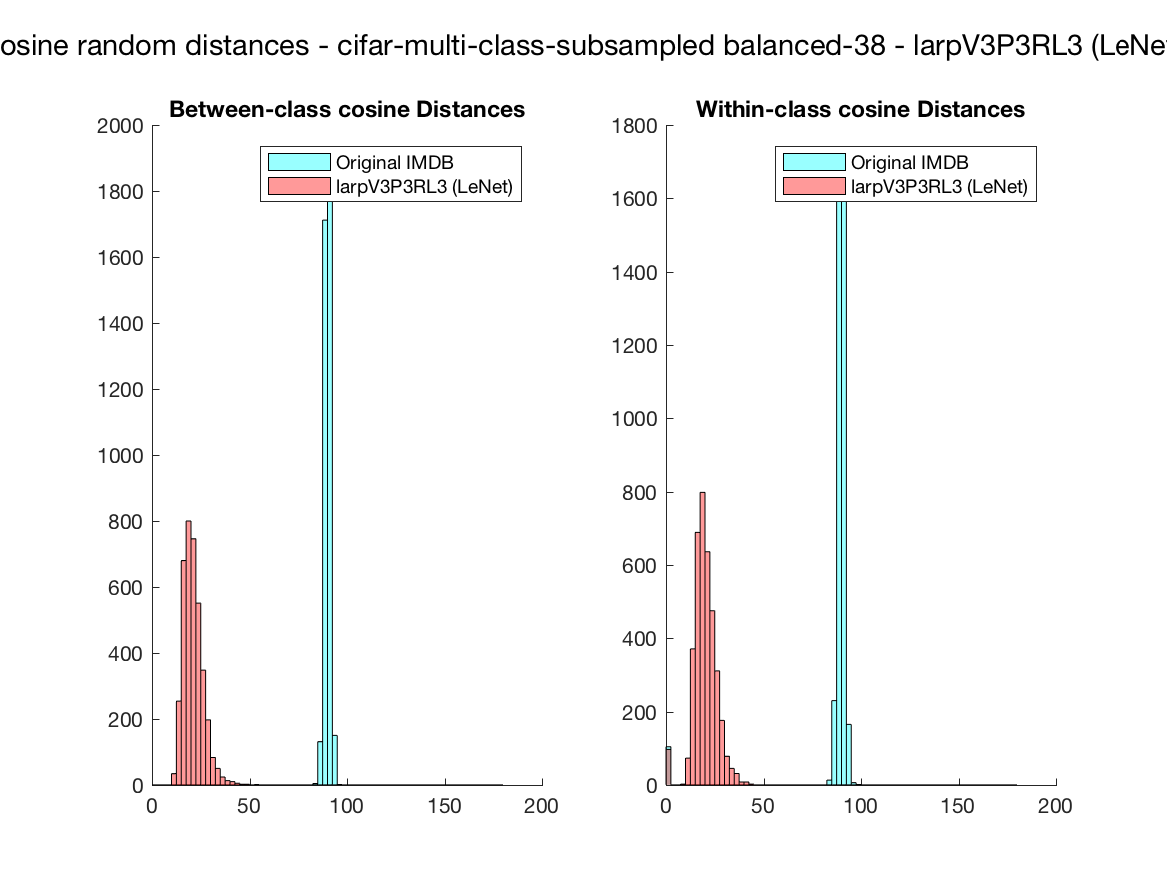 osine random distances - cifar-multi-class-subsampled balanced-38 - larpV3P3RL3 (LeNet
Between-class cosine Distances
2000
1800
1600
1400
1200
1000
800
600
400
200
0
0 50 100 150 200
Original IMDB
larpV3P3RL3 (LeNet)
Within-class cosine Distances
1800
1600
1400
1200
1000
800
600
400
200
0
0 50 100 150 200
Original IMDB
larpV3P3RL3 (LeNet)